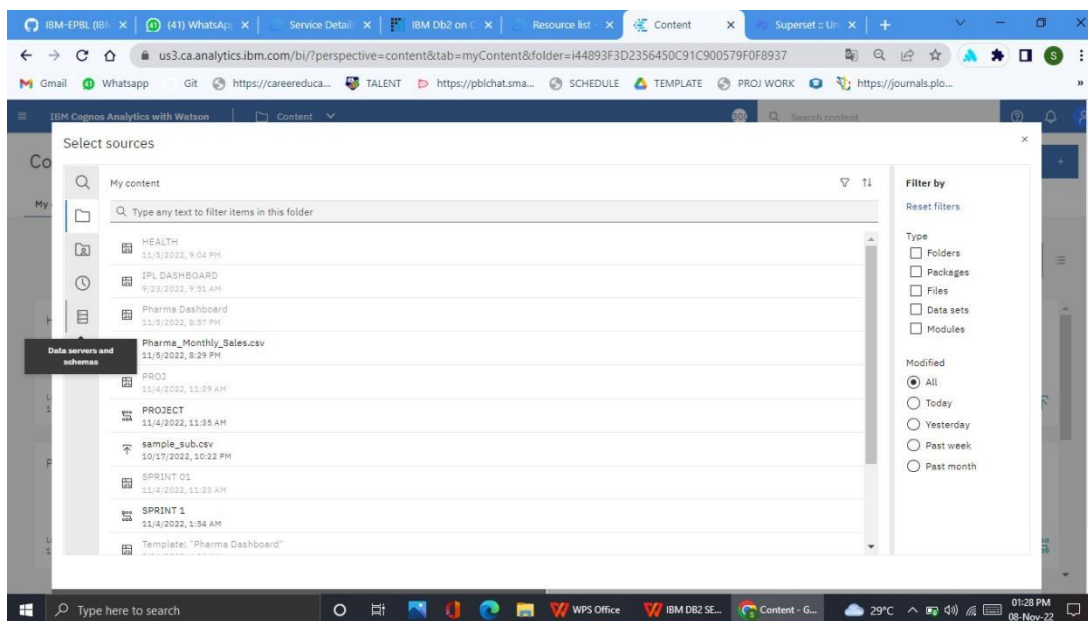 IBM-EPBL (IB
(41) WhatsAp
Service Detail
IBM Db2 on C
Resource list
Content
Superset :: Un
us3.ca.analytics.ibm.com/bi/?perspective=content&tab=myContent&folder=i44893F3D2356450C91C900579F0F8937
S
Gmail
Whatsapp
Git
https://careereduca...
TALENT
https://pblchat.sma...
SCHEDULE
TEMPLATE
PROJ WORK
https://journals.plo...
IBM Cognos Analytics with Watson
Content
Search content
Select sources
Co
My
My content
Type any text to filter items in this folder
HEALTH
11/5/2022, 9:04 PM
IPL DASHBOARD
9/23/2022, 9:51 AM
Pharma Dashboard
11/5/2022, 8:57 PM
Data servers and
schemas
Pharma_Monthly_Sales.csv
11/5/2022, 8:29 PM
PROJ
11/4/2022, 11:39 AM
PROJECT
11/4/2022, 11:35 AM
sample_sub.csv
10/17/2022, 10:22 PM
SPRINT 01
11/4/2022, 11:23 AM
SPRINT 1
11/4/2022, 1:54 AM
Template: "Pharma Dashboard"
Filter by
Reset filters
Type
Folders
Packages
Files
Data sets
Modules
Modified
All
Today
Yesterday
Past week
Past month
Type here to search
WPS Office
IBM DB2 SE...
Content - G...
29°C
01:28 PM
08-Nov-22